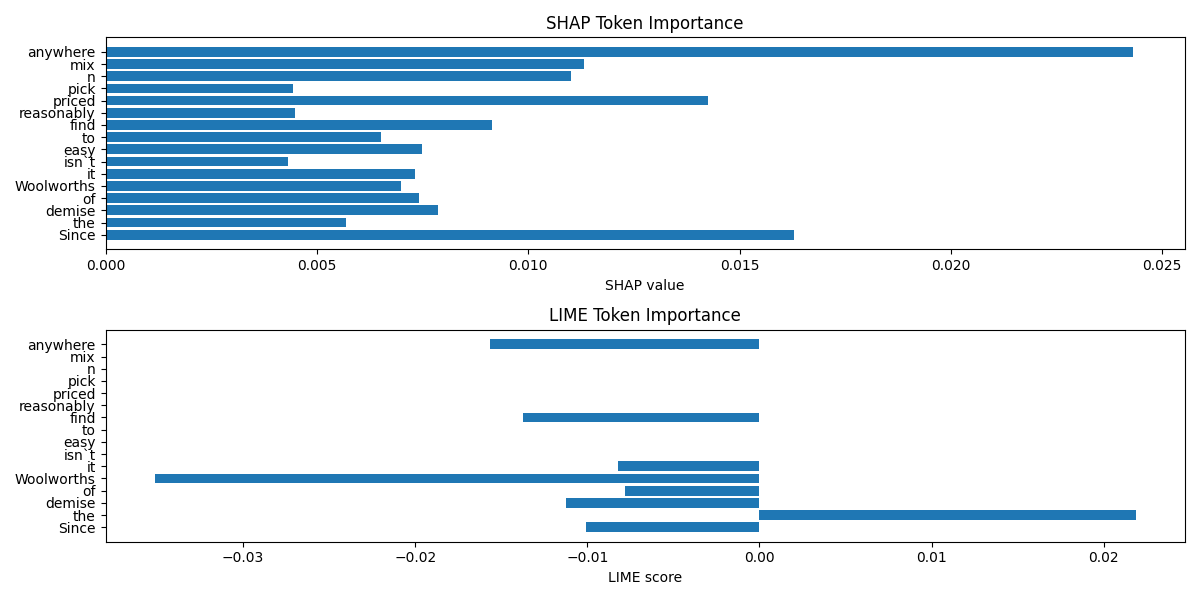 SHAP Token Importance
anywhere
mix
n
pick
priced
reasonably
find
to
easy
isn`t
it
Woolworths
of
demise
the
Since
0.000 0.005 0.010 0.015 0.020 0.025
SHAP value
LIME Token Importance
anywhere
mix
n
pick
priced
reasonably
find
to
easy
isn`t
it
Woolworths
of
demise
the
Since
−0.03 −0.02 −0.01 0.00 0.01 0.02
LIME score